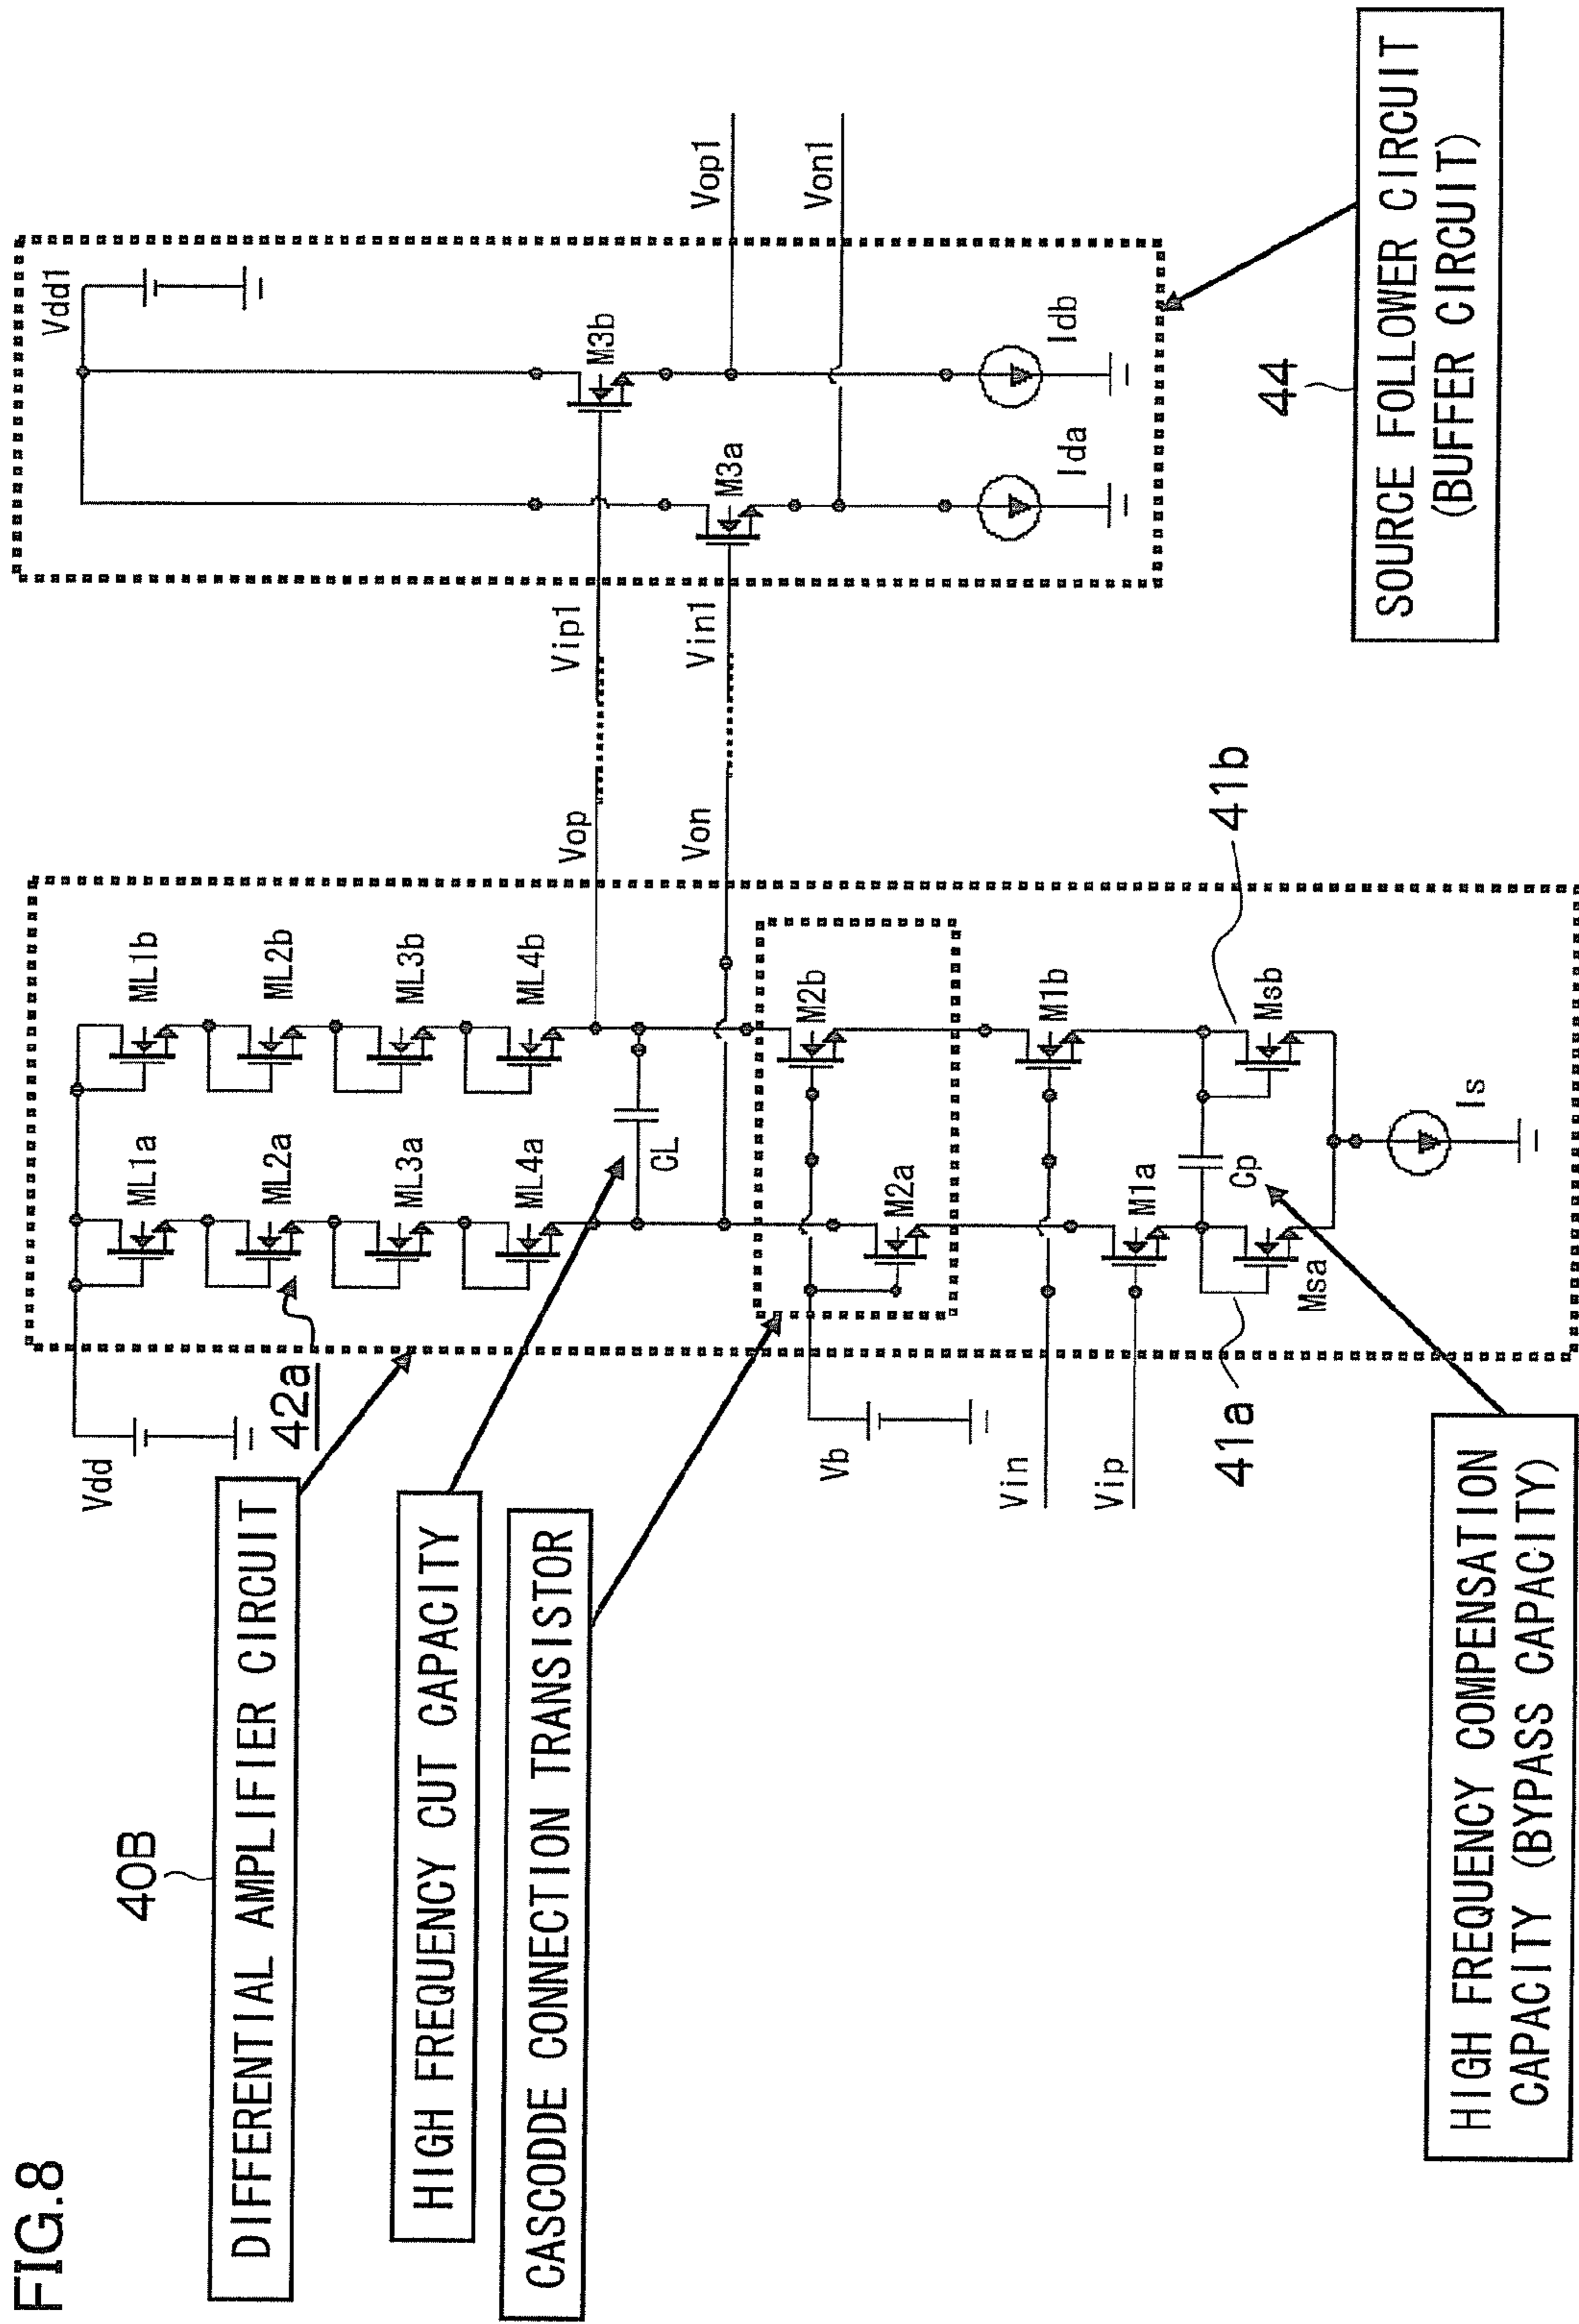 FIG.8
40B
DIFFERENTIAL AMPLIFIER CIRCUIT
HIGH FREQUENCY CUT CAPACITY
CASCODDE CONNECTION TRANSISTOR
HIGH FREQUENCY COMPENSATION
CAPACITY (BYPASS CAPACITY)
Vdd
42a
Vb
Vin
Vip
41a
ML1a
ML1b
ML2a
ML2b
ML3a
ML3b
ML4a
ML4b
CL
M2a
M2b
M1a
M1b
Cp
Msa
Msb
Is
41b
Vop
Von
Vip1
Vin1
Vdd1
M3b
M3a
Ida
Idb
Vop1
Von1
44
SOURCE FOLLOWER CIRCUIT
(BUFFER CIRCUIT)